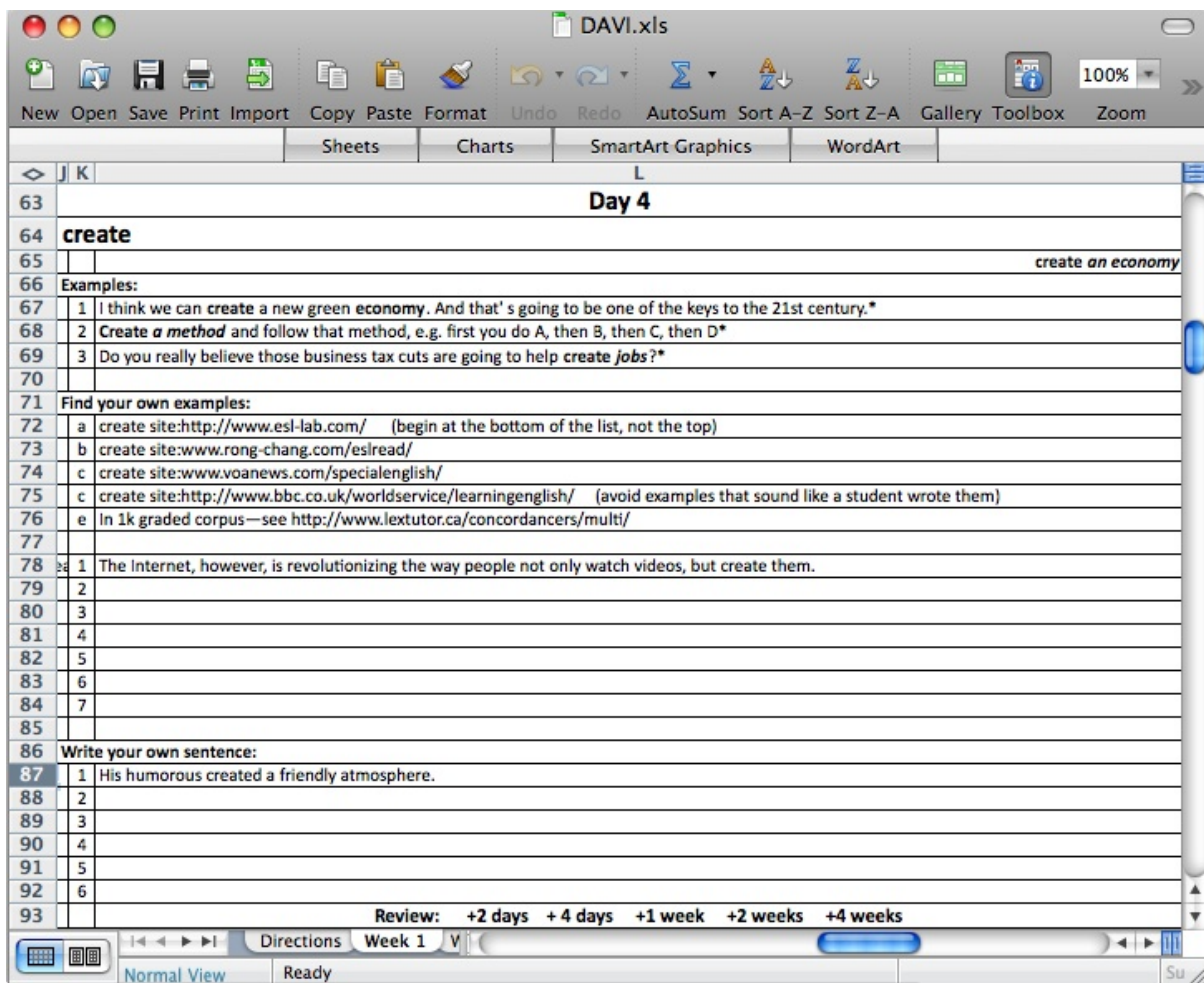 DAVI.xls
New Open Save Print Import Copy Paste Format Undo Redo AutoSum Sort A-Z Sort Z-A Gallery Toolbox 100% Zoom
Sheets Charts SmartArt Graphics WordArt
J K L
63 Day 4
64 create
65 create an economy
66 Examples:
67 1 I think we can create a new green economy. And that' s going to be one of the keys to the 21st century.*
68 2 Create a method and follow that method, e.g. first you do A, then B, then C, then D*
69 3 Do you really believe those business tax cuts are going to help create jobs?*
70
71 Find your own examples:
72 a create site:http://www.esl-lab.com/ (begin at the bottom of the list, not the top)
73 b create site:www.rong-chang.com/eslread/
74 c create site:www.voanews.com/specialenglish/
75 c create site:http://www.bbc.co.uk/worldservice/learningenglish/ (avoid examples that sound like a student wrote them)
76 e In 1k graded corpus—see http://www.lextutor.ca/concordancers/multi/
77
78 ea 1 The Internet, however, is revolutionizing the way people not only watch videos, but create them.
79 2
80 3
81 4
82 5
83 6
84 7
85
86 Write your own sentence:
87 1 His humorous created a friendly atmosphere.
88 2
89 3
90 4
91 5
92 6
93 Review: +2 days + 4 days +1 week +2 weeks +4 weeks
Directions Week 1
Normal View Ready Su